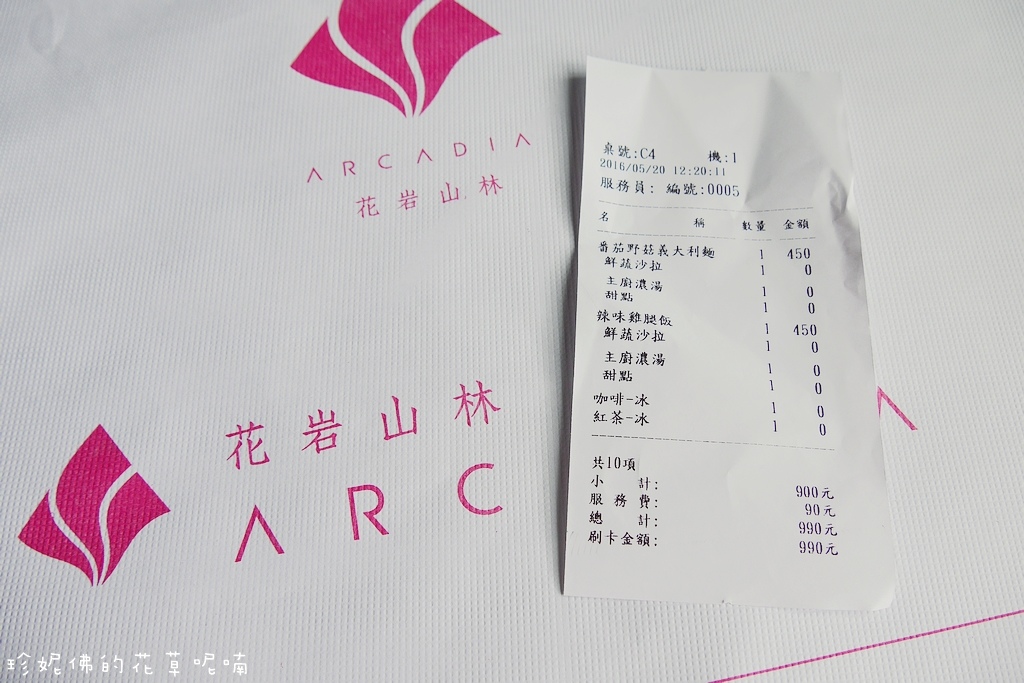 ARCADIA
花岩山林
桌號:C4 機:1
2016/05/20 12:20:11
服務員: 編號:0005
名 稱 數量 金額
番茄野菇義大利麵 1 450
鮮蔬沙拉 1 0
主廚濃湯 1 0
甜點 1 0
辣味雞腿飯 1 450
鮮蔬沙拉 1 0
主廚濃湯 1 0
甜點 1 0
咖啡-冰 1 0
紅茶-冰 1 0
共10項
小 計: 900元
服務費: 90元
總 計: 990元
刷卡金額: 990元
花岩山林
ARC A
珍妮佛的花草呢喃